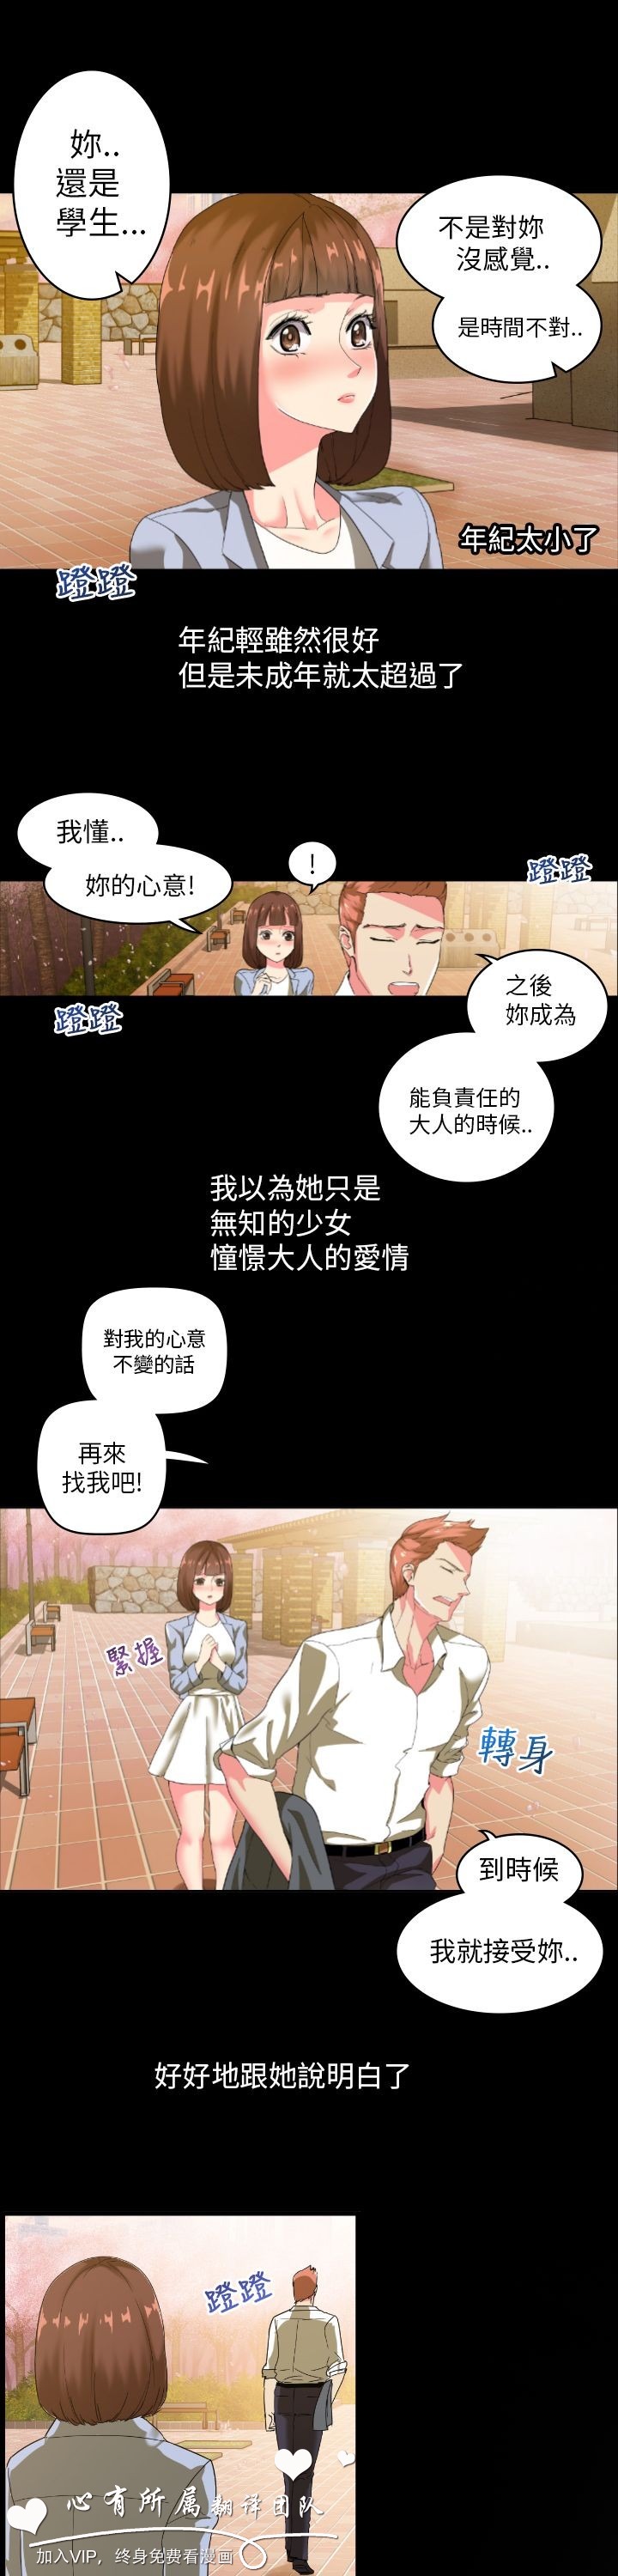 妳..
還是
學生...
不是對妳
沒感覺..
是時間不對..
年紀太小了
蹬蹬
年紀輕雖然很好
但是未成年就太超過了
我懂..
妳的心意!
!
蹬蹬
蹬蹬
之後
妳成為
能負責任的
大人的時候..
我以為她只是
無知的少女
憧憬大人的愛情
對我的心意
不變的話
再來
找我吧!
緊握
轉身
到時候
我就接受妳..
好好地跟她說明白了
蹬蹬
心有所属翻译团队
加入VIP，终身免费看漫画